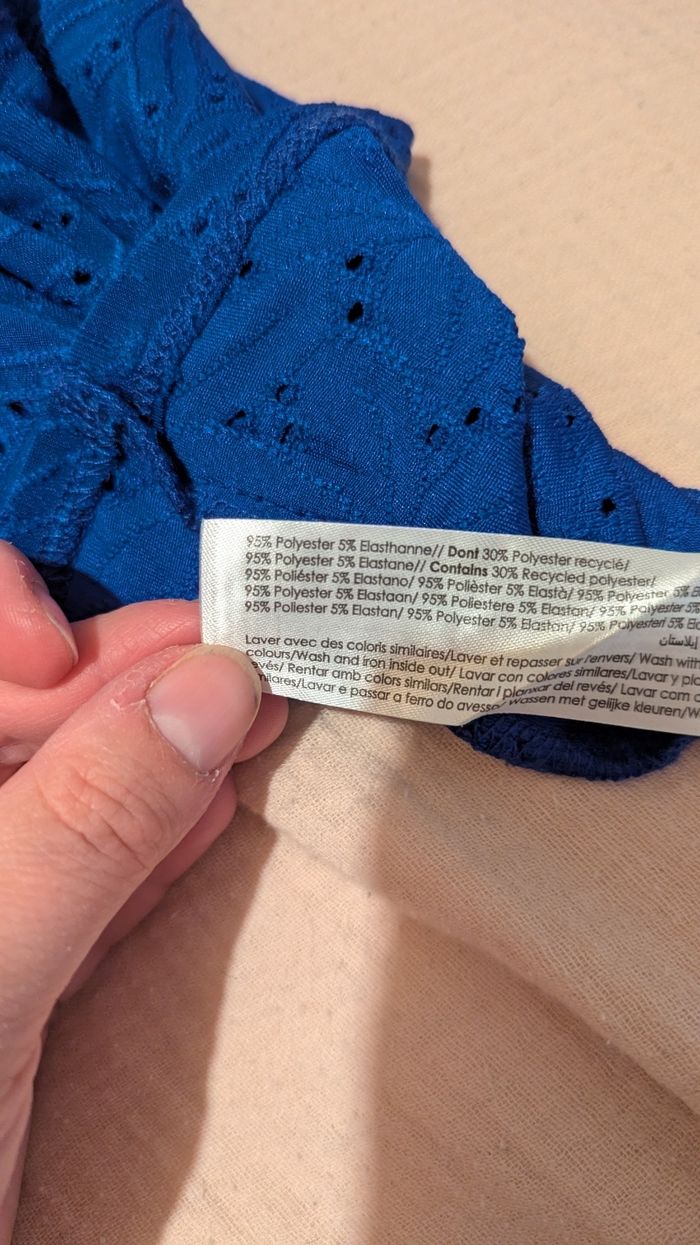 95% Polyester 5% Elasthanne// Dont 30% Polyester recyclé/
95% Polyester 5% Elastane// Contains 30% Recycled polyester/
95% Poliéster 5% Elastano/ 95% Polièster 5% Elastà/ 95% Polyester 5%
95% Polyester 5% Elastaan/ 95% Poliestere 5% Elastan/ 95% Polyester 5%
95% Poliester 5% Elastan/ 95% Polyester 5% Elastan/ 95% Polyesteri 5%
إيلاستان
Laver avec des coloris similaires/Laver et repasser sur l'envers/ Wash with
colours/Wash and iron inside out/ Lavar con colores similares/Lavar y
revés/ Rentar amb colors similars/Rentar i planxar del revés/ Lavar com
Lavar e passar a ferro do avesso/ Wassen met gelijke kleuren/